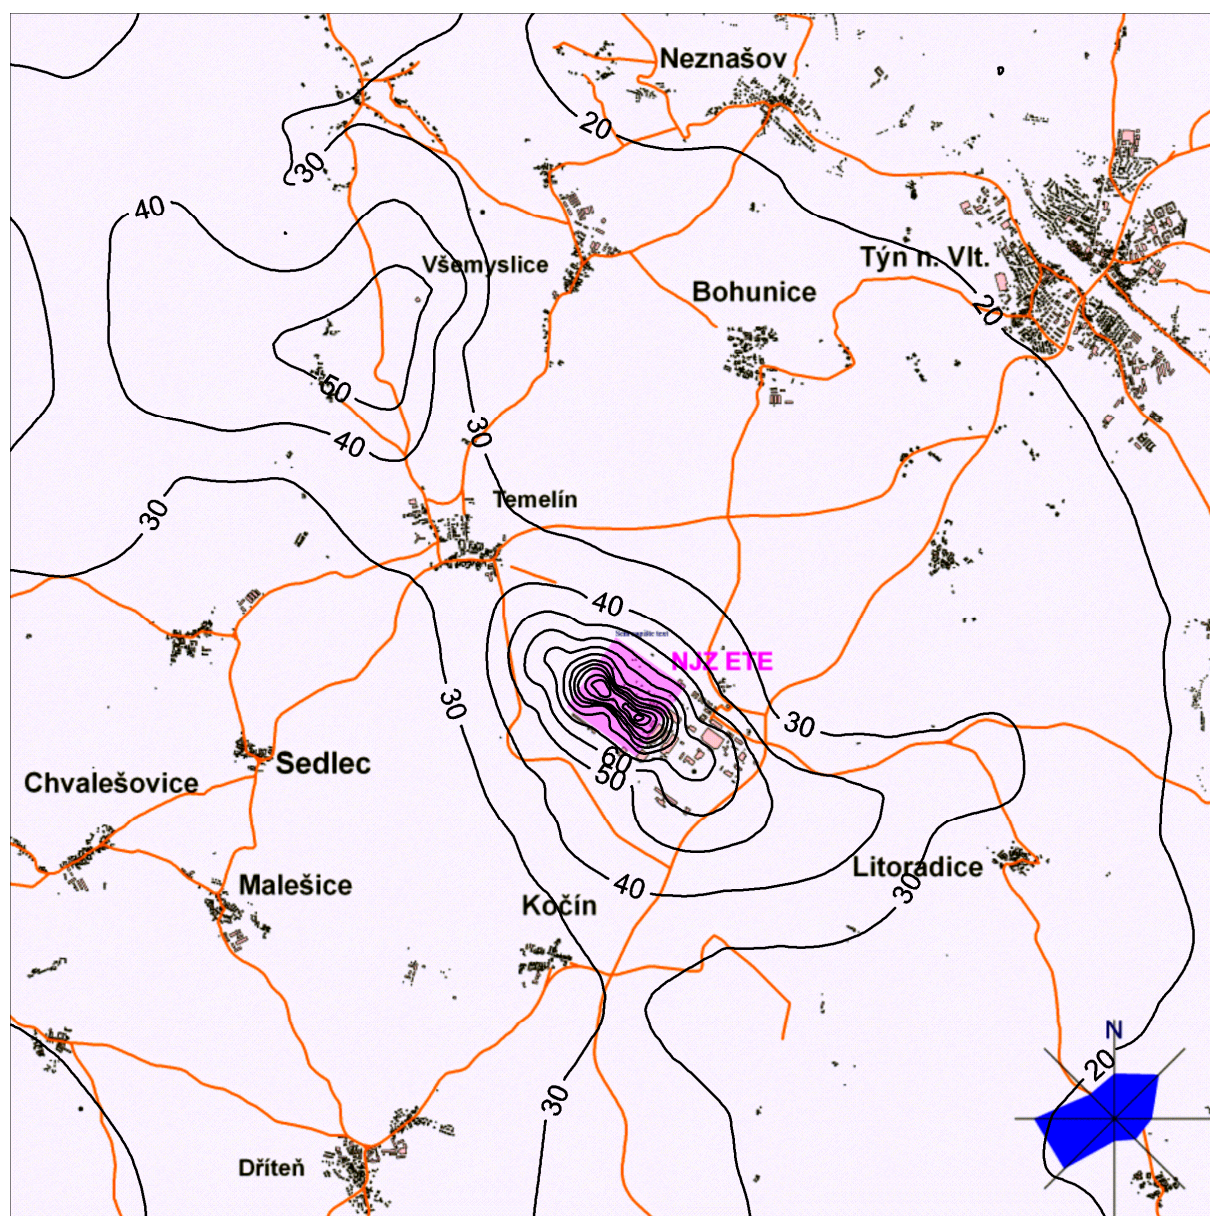 Neznašov
20
30
40
Týn n. Vlt.
Všemyslice
Bohunice
20
50
30
40
Temelín
30
40
NJZ ETE
30
30
Sedlec
60
50
Chvalešovice
Litoradice
Malešice
40
30
Kočín
N
20
30
Dříteň